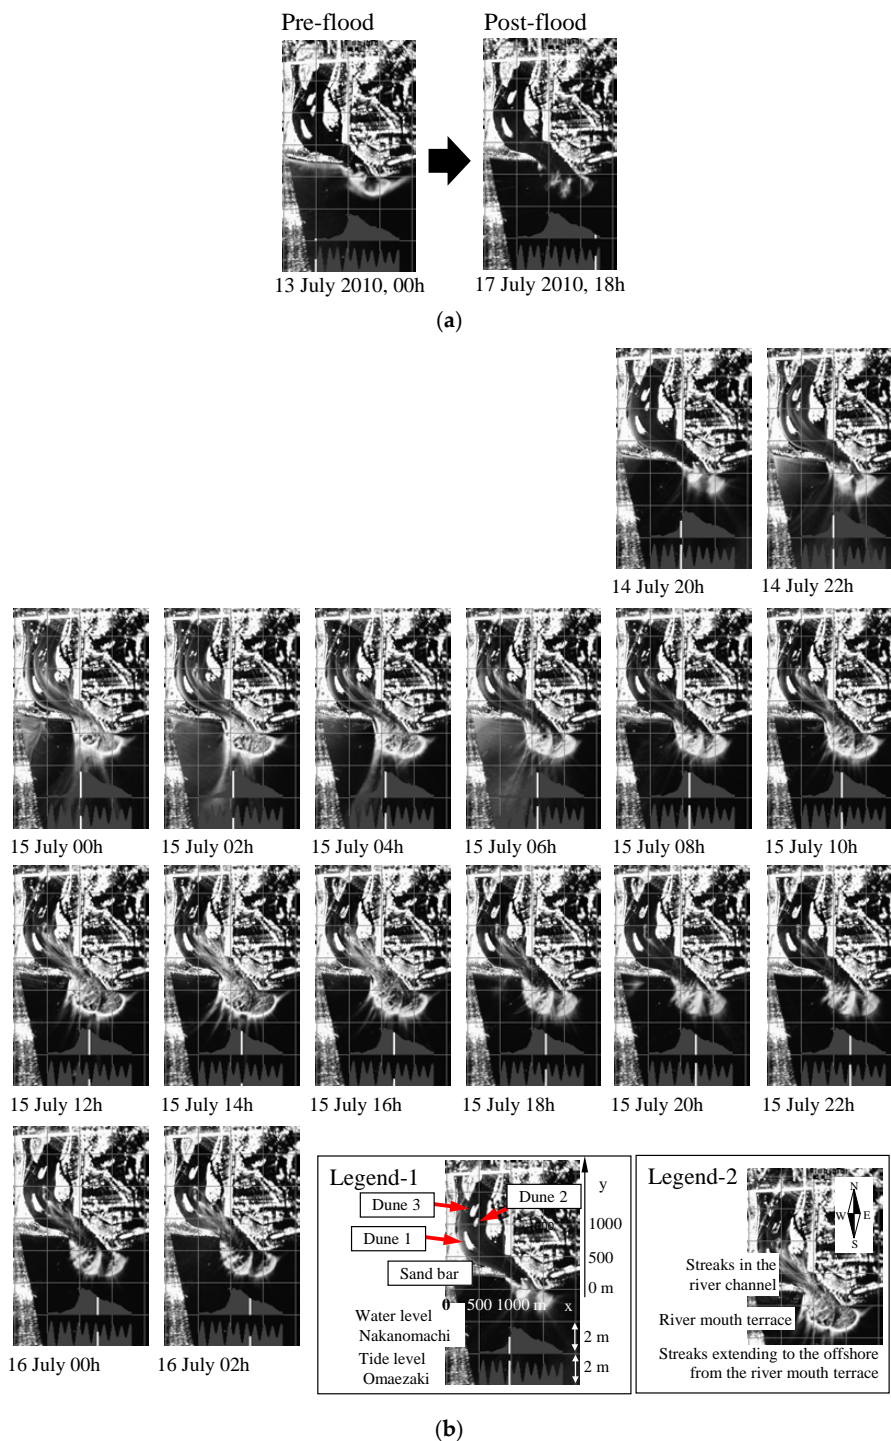 Pre-flood
Post-flood
13 July 2010, 00h
17 July 2010, 18h
(a)
14 July 20h
14 July 22h
15 July 00h
15 July 02h
15 July 04h
15 July 06h
15 July 08h
15 July 10h
15 July 12h
15 July 14h
15 July 16h
15 July 18h
15 July 20h
15 July 22h
16 July 00h
16 July 02h
Legend-1
Dune 3
Dune 2
Dune 1
Sand bar
y
1000
500
0 m
0 500 1000 m x
Water level
Nakanomachi
2 m
Tide level
Omaezaki
2 m
Legend-2
N
W E
S
Streaks in the
river channel
River mouth terrace
Streaks extending to the offshore
from the river mouth terrace
(b)